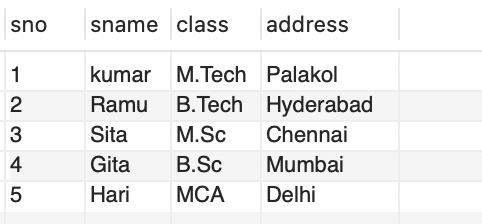 sno sname class address
1 kumar M.Tech Palakol
2 Ramu B.Tech Hyderabad
3 Sita M.Sc Chennai
4 Gita B.Sc Mumbai
5 Hari MCA Delhi